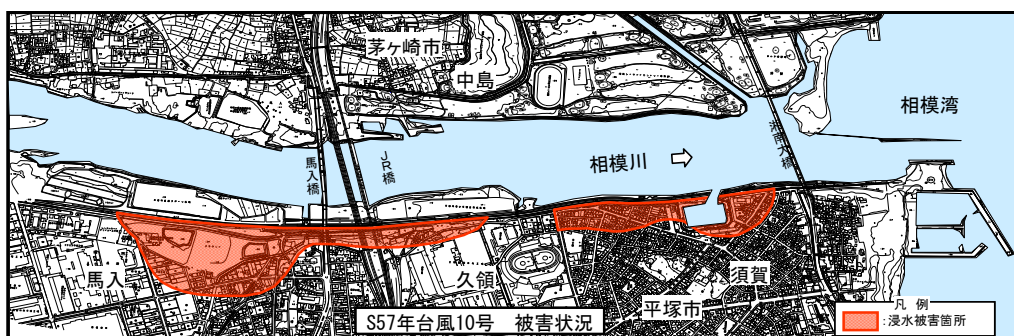 茅ヶ崎市
中島
相模湾
湘南大橋
相模川
JR橋
馬入橋
馬入
久領
須賀
平塚市
S57年台風10号 被害状況
凡 例
:浸水被害箇所